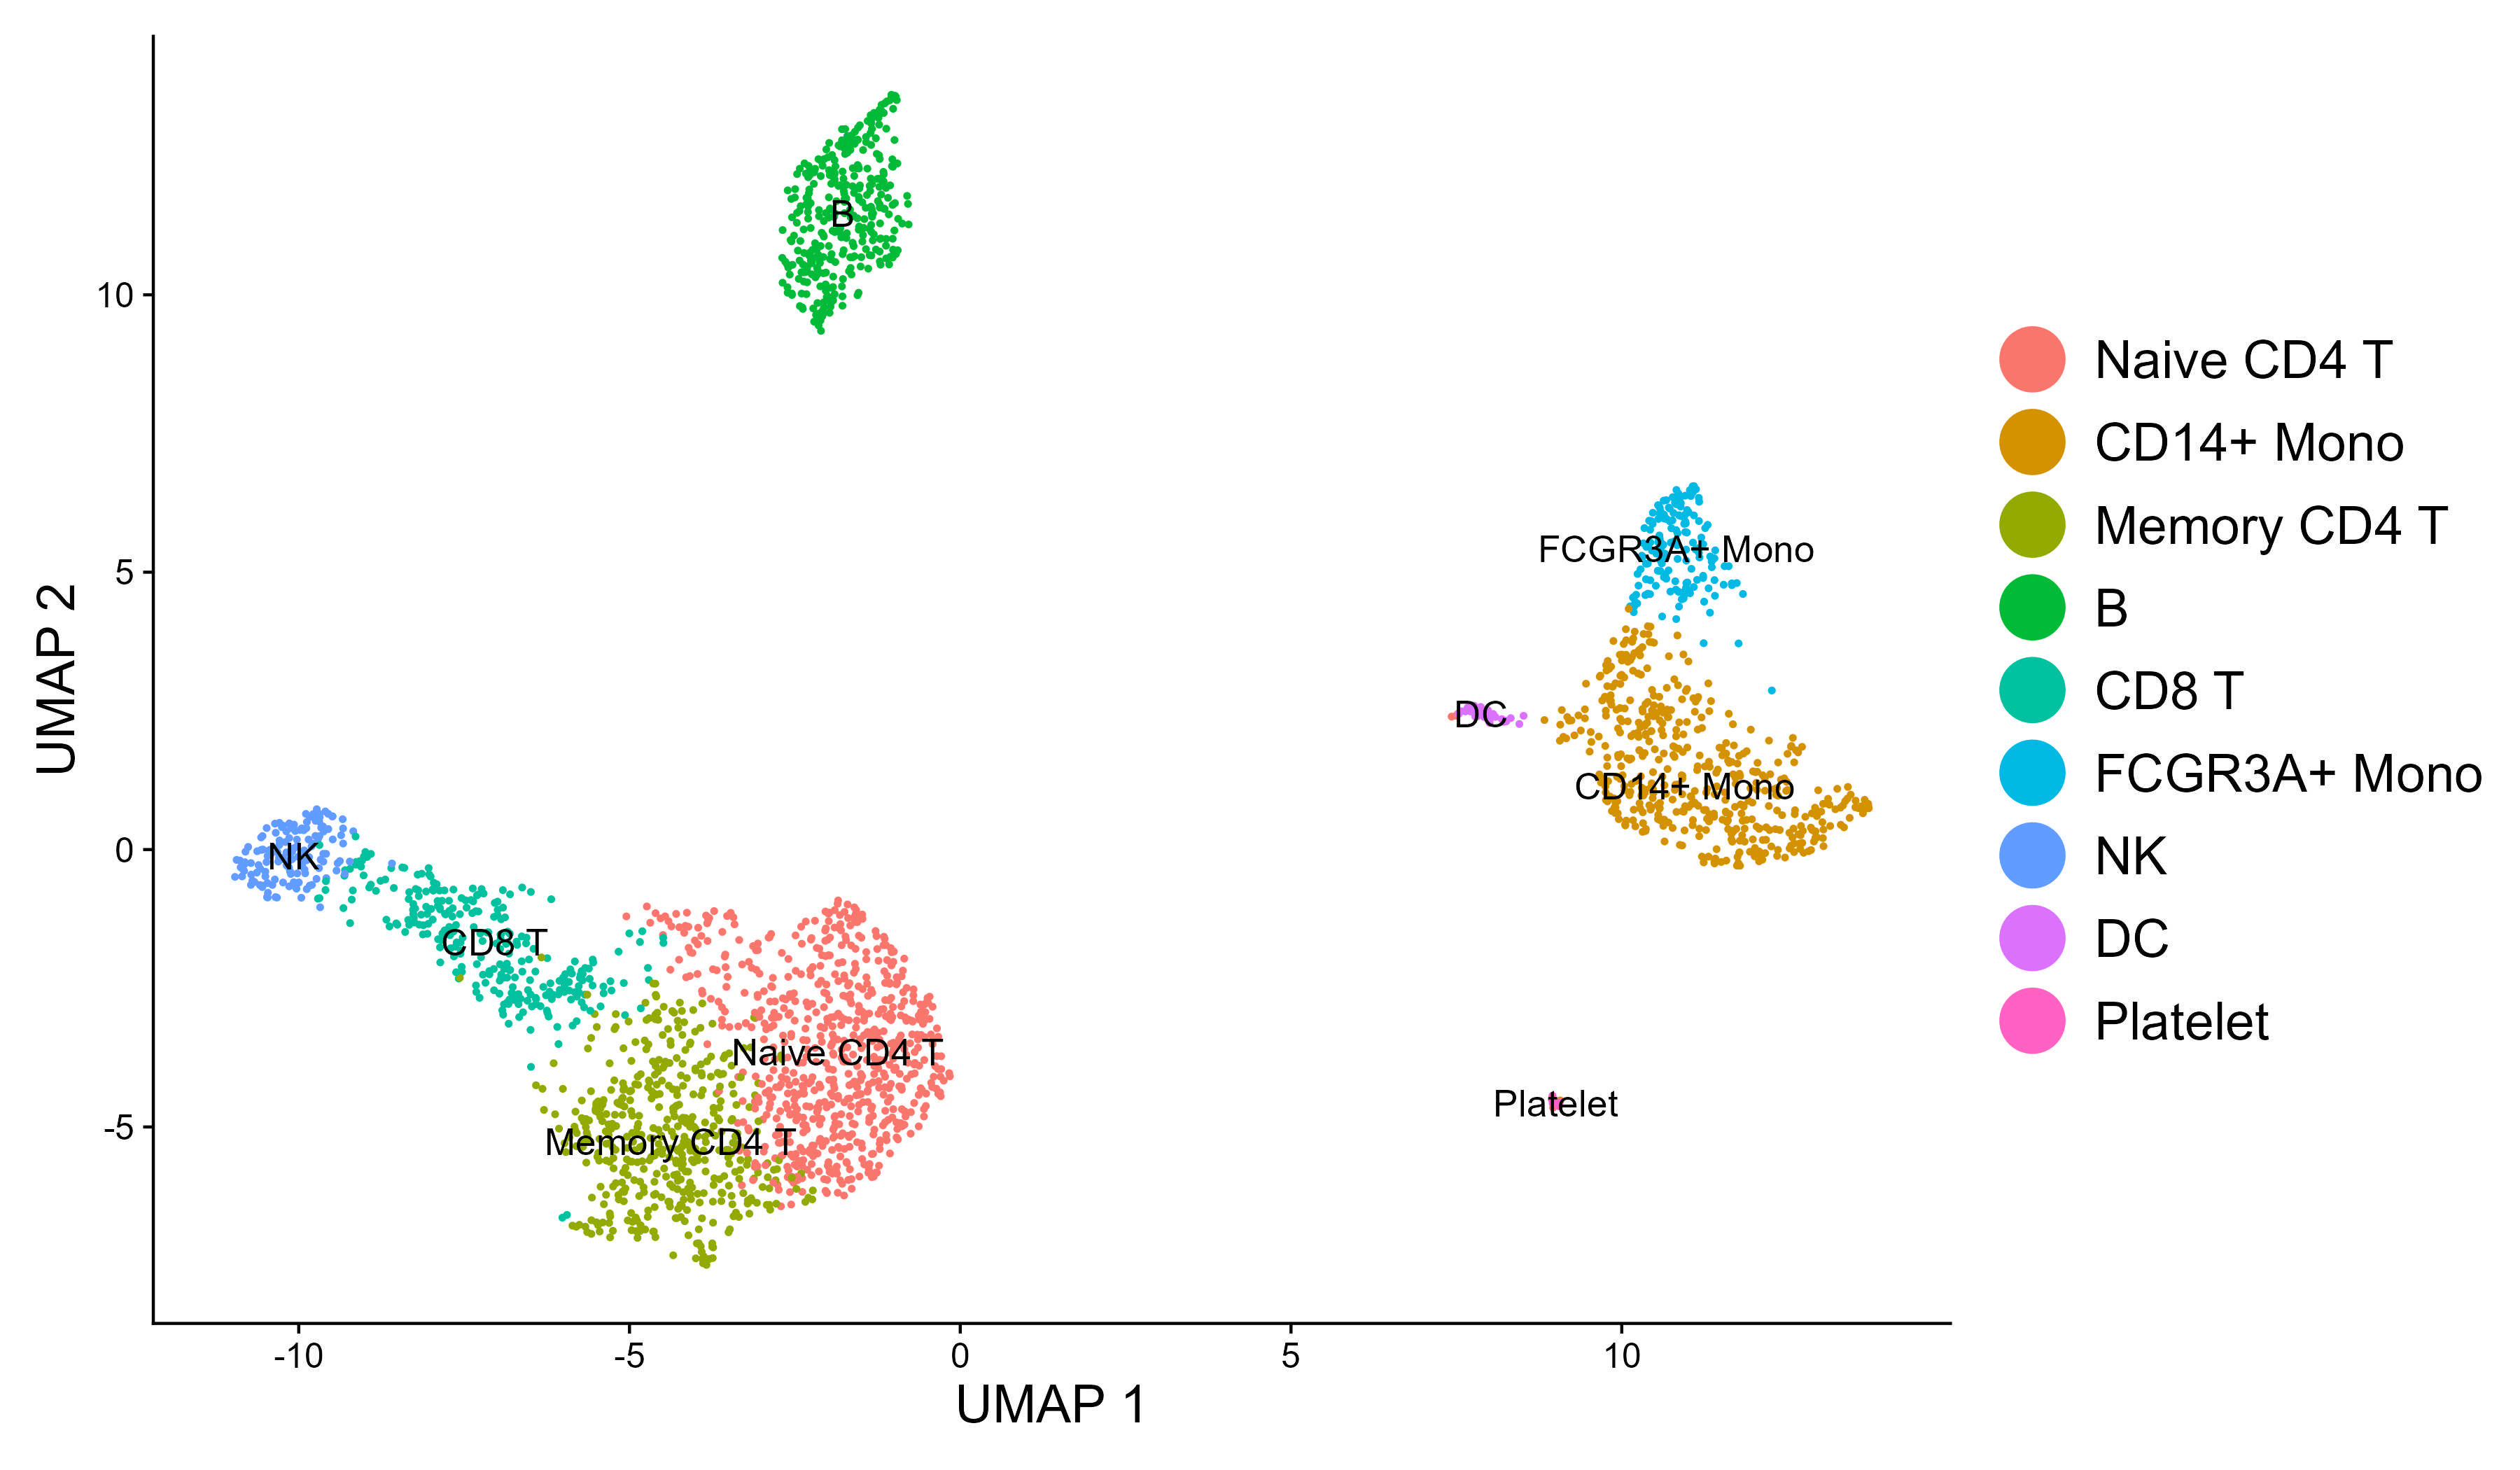 UMAP 2
10
5
0
-5
B
FCGR3A+ Mono
DC
CD14+ Mono
NK
CD8 T
Naive CD4 T
Platelet
Memory CD4 T
-10
-5
0
5
10
UMAP 1
Naive CD4 T
CD14+ Mono
Memory CD4 T
B
CD8 T
FCGR3A+ Mono
NK
DC
Platelet